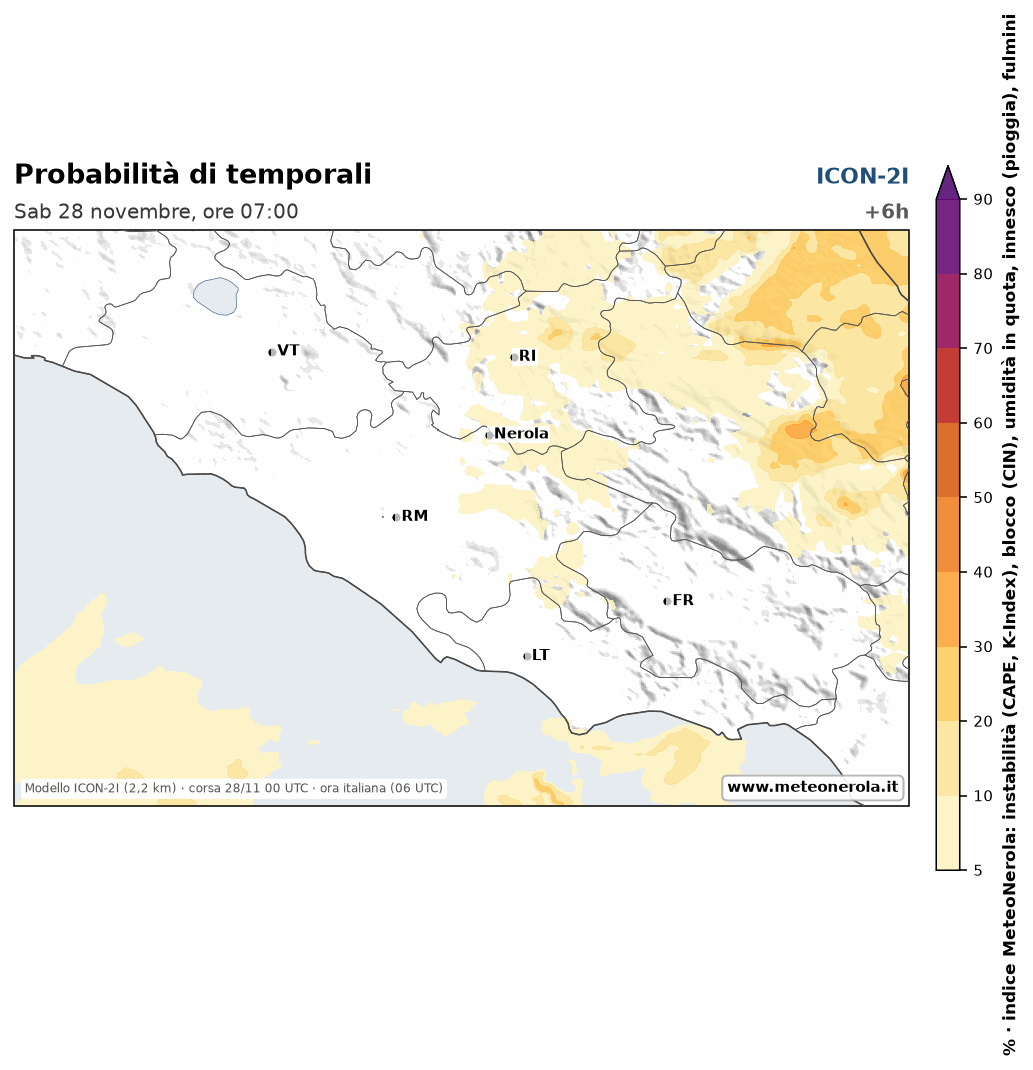 Probabilità di temporali
ICON-2I
Sab 28 novembre, ore 07:00
+6h
VT
RI
Nerola
RM
FR
LT
Modello ICON-2I (2,2 km) · corsa 28/11 00 UTC · ora italiana (06 UTC)
www.meteonerola.it
90
80
70
60
50
40
30
20
10
5
% · indice MeteoNerola: instabilità (CAPE, K-Index), blocco (CIN), umidità in quota, innesco (pioggia), fulmini